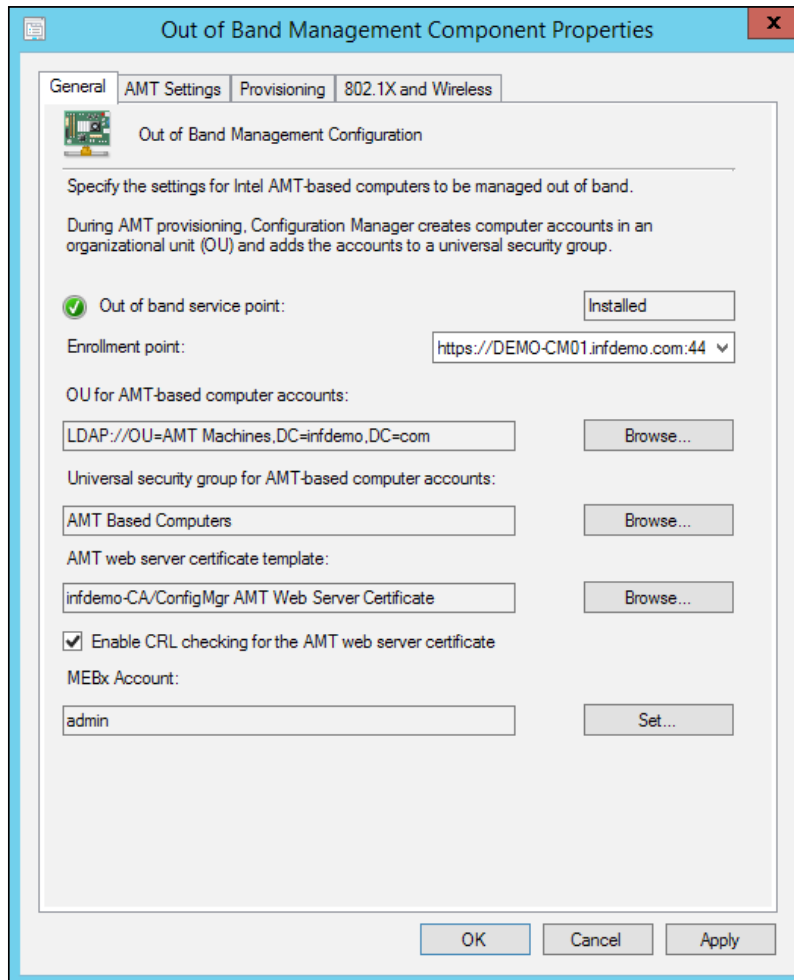 Out of Band Management Component Properties
x
General AMT Settings Provisioning 802.1X and Wireless
Out of Band Management Configuration
Specify the settings for Intel AMT-based computers to be managed out of band.
During AMT provisioning, Configuration Manager creates computer accounts in an
organizational unit (OU) and adds the accounts to a universal security group.
Out of band service point: Installed
Enrollment point: https://DEMO-CM01.infdemo.com:44
OU for AMT-based computer accounts:
LDAP://OU=AMT Machines,DC=infdemo,DC=com Browse...
Universal security group for AMT-based computer accounts:
AMT Based Computers Browse...
AMT web server certificate template:
infdemo-CA/ConfigMgr AMT Web Server Certificate Browse...
Enable CRL checking for the AMT web server certificate
MEBx Account:
admin Set...
OK Cancel Apply